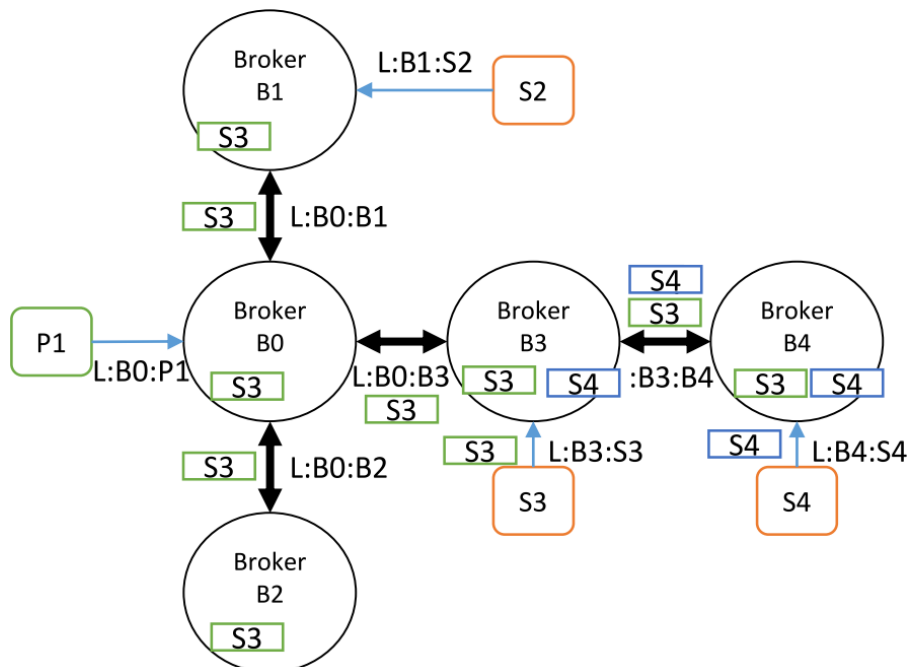 Broker
B1
L:B1:S2
S2
S3
S3
L:B0:B1
P1
L:B0:P1
Broker
B0
S3
L:B0:B3
S3
Broker
B3
S3
S4
S4
S3
:B3:B4
Broker
B4
S3
S4
S3
L:B0:B2
S3
L:B3:S3
S3
S4
L:B4:S4
S4
Broker
B2
S3